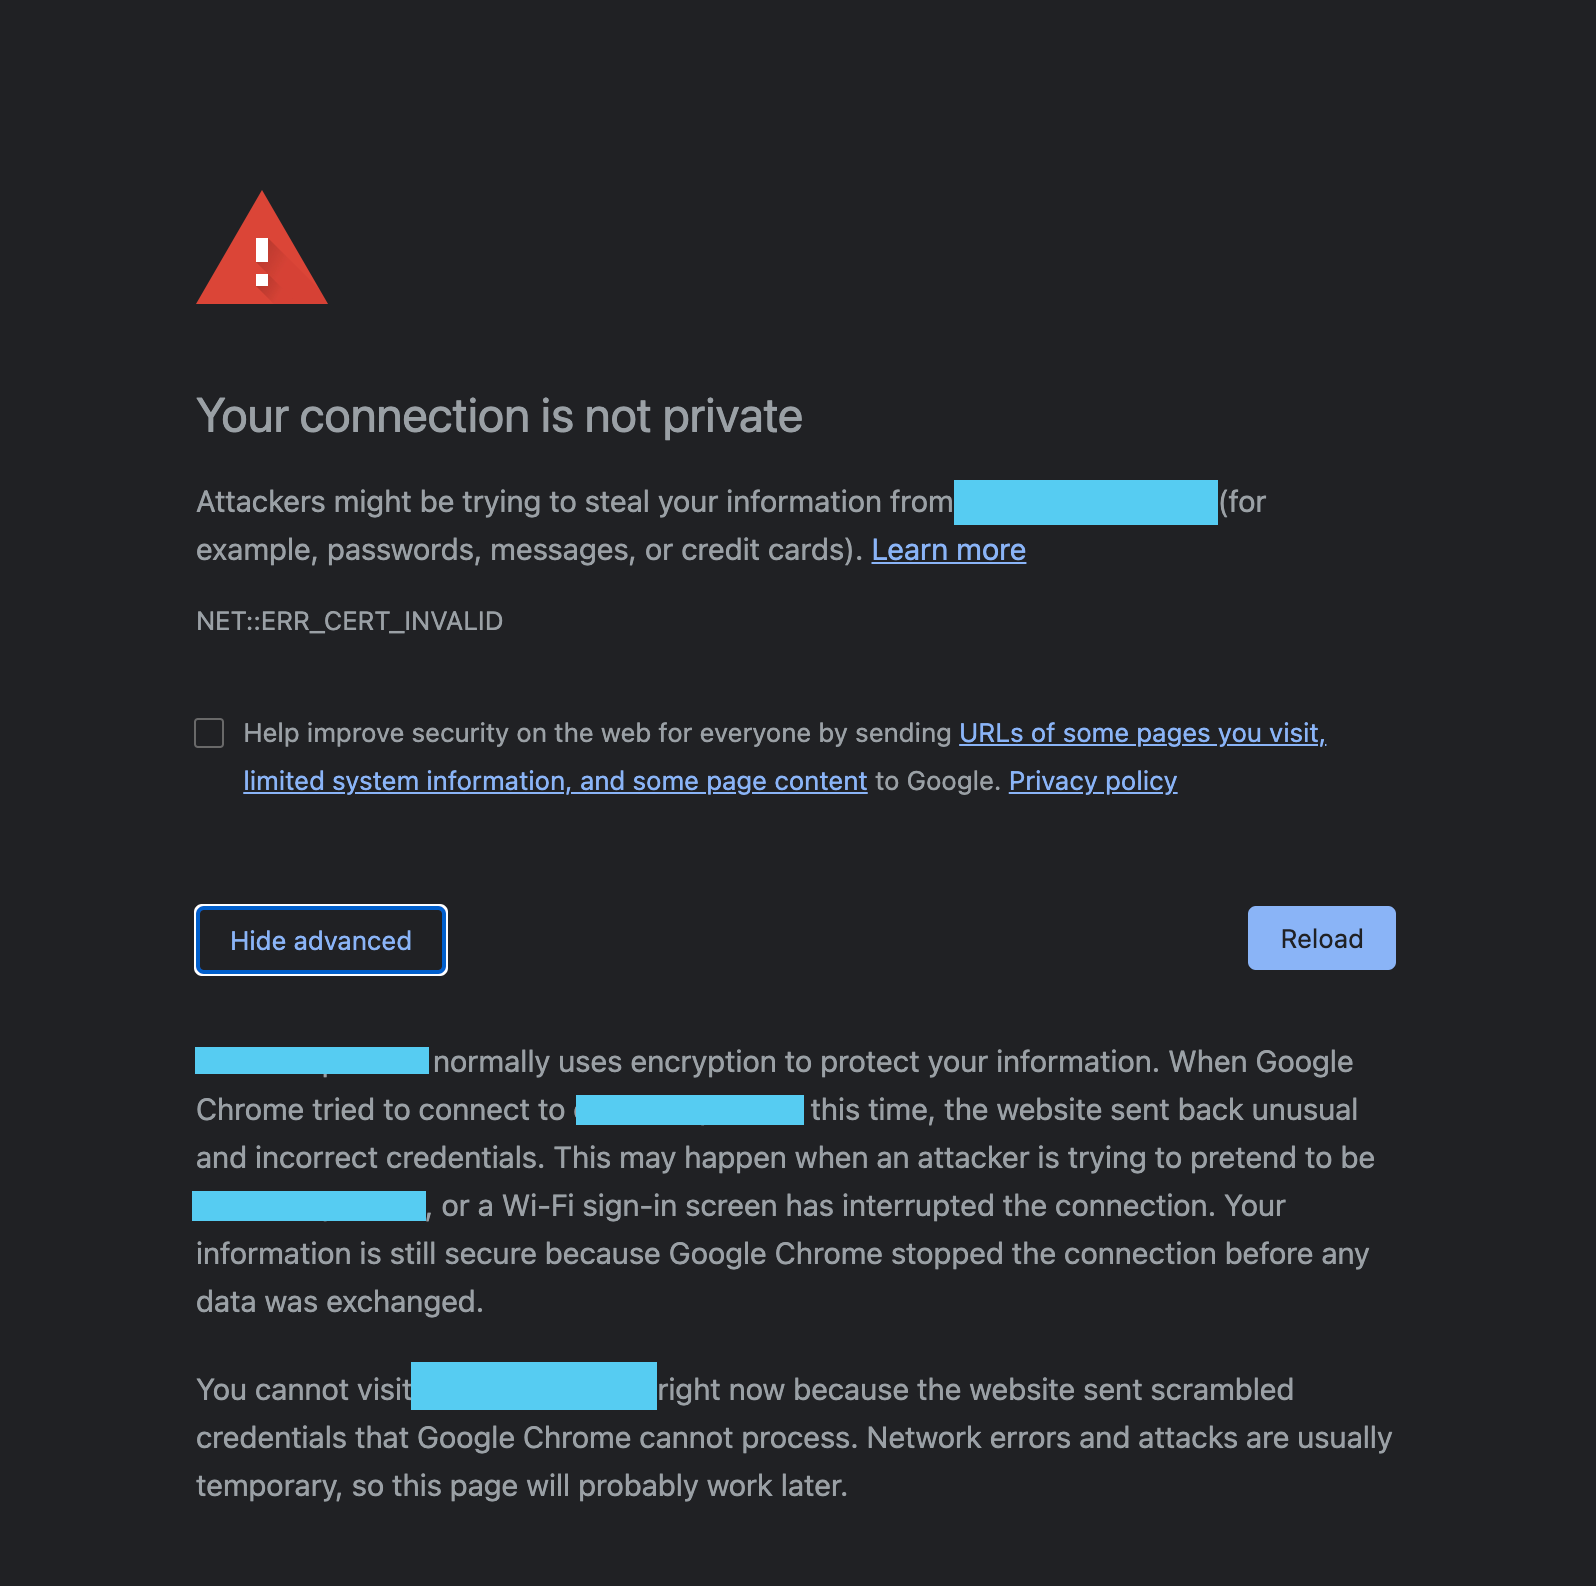 Your connection is not private
Attackers might be trying to steal your information from (for
example, passwords, messages, or credit cards). Learn more
NET::ERR_CERT_INVALID
Help improve security on the web for everyone by sending URLs of some pages you visit,
limited system information, and some page content to Google. Privacy policy
Hide advanced
Reload
normally uses encryption to protect your information. When Google
Chrome tried to connect to this time, the website sent back unusual
and incorrect credentials. This may happen when an attacker is trying to pretend to be
, or a Wi-Fi sign-in screen has interrupted the connection. Your
information is still secure because Google Chrome stopped the connection before any
data was exchanged.
You cannot visit right now because the website sent scrambled
credentials that Google Chrome cannot process. Network errors and attacks are usually
temporary, so this page will probably work later.